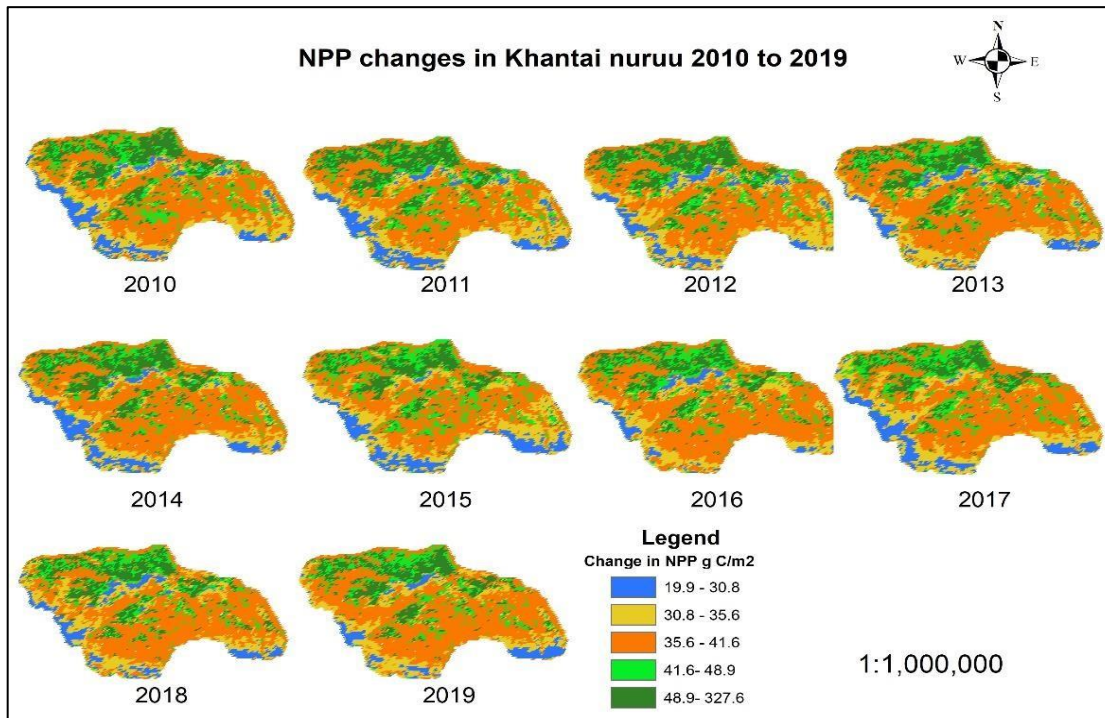 NPP changes in Khantai nuruu 2010 to 2019
N
W E
S
2010 2011 2012 2013
2014 2015 2016 2017
Legend
Change in NPP g C/m2
19.9 - 30.8
30.8 - 35.6
35.6 - 41.6
41.6- 48.9
48.9- 327.6
1:1,000,000
2018 2019